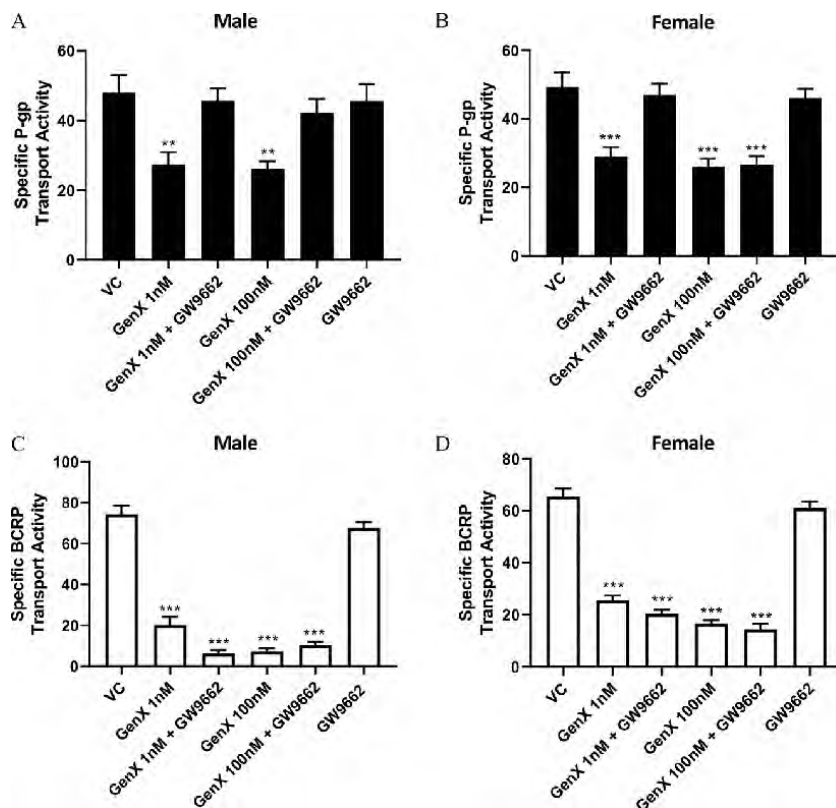 A
Male
Specific P-gp
Transport Activity
60
40
20
0
**
**
VC
GenX 1nM
GenX 1nM + GW9662
GenX 100nM
GenX 100nM + GW9662
GW9662
B
Female
Specific P-gp
Transport Activity
60
40
20
0
***
***
***
VC
GenX 1nM
GenX 1nM + GW9662
GenX 100nM
GenX 100nM + GW9662
GW9662
C
Male
Specific BCRP
Transport Activity
100
80
60
40
20
0
***
***
***
***
VC
GenX 1nM
GenX 1nM + GW9662
GenX 100nM
GenX 100nM + GW9662
GW9662
D
Female
Specific BCRP
Transport Activity
80
60
40
20
0
***
***
***
***
VC
GenX 1nM
GenX 1nM + GW9662
GenX 100nM
GenX 100nM + GW9662
GW9662